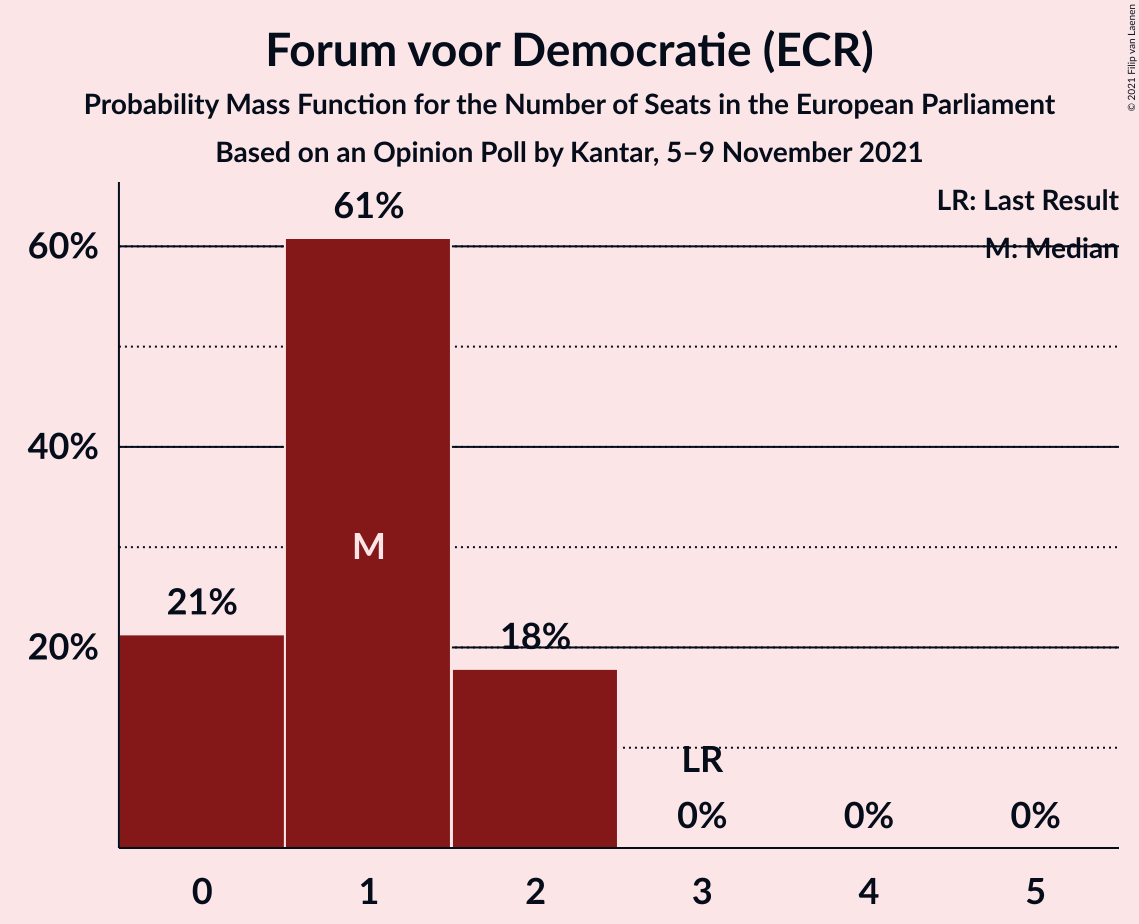 Forum voor Democratie (ECR)
Probability Mass Function for the Number of Seats in the European Parliament
Based on an Opinion Poll by Kantar, 5–9 November 2021
© 2021 Filip van Laenen
LR: Last Result
M: Median
61%
60%
40%
M
21%
20%
18%
LR
0%
0%
0%
0
1
2
3
4
5